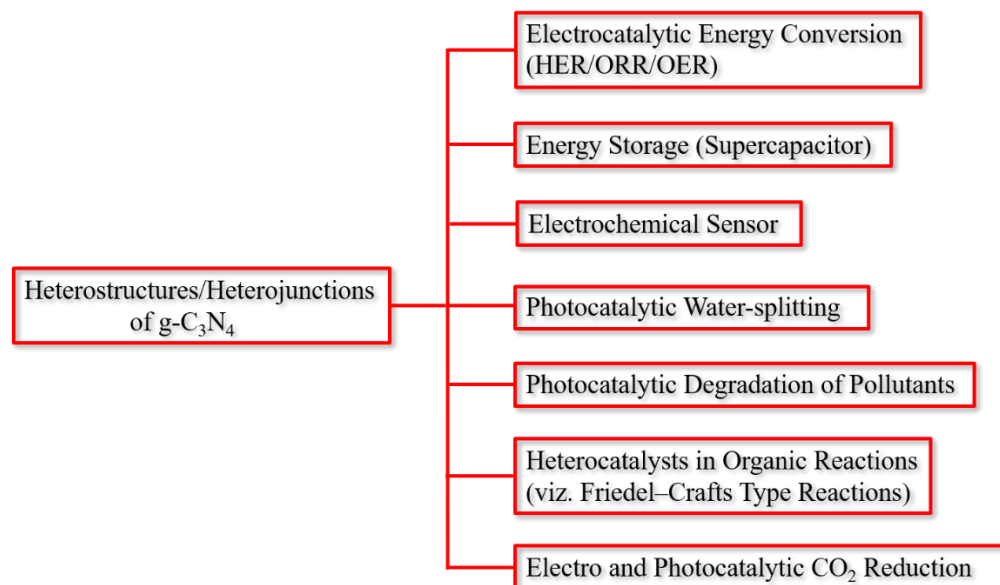 Electrocatalytic Energy Conversion
(HER/ORR/OER)
Energy Storage (Supercapacitor)
Electrochemical Sensor
Heterostructures/Heterojunctions
of g-C₃N₄
Photocatalytic Water-splitting
Photocatalytic Degradation of Pollutants
Heterocatalysts in Organic Reactions
(viz. Friedel–Crafts Type Reactions)
Electro and Photocatalytic CO₂ Reduction